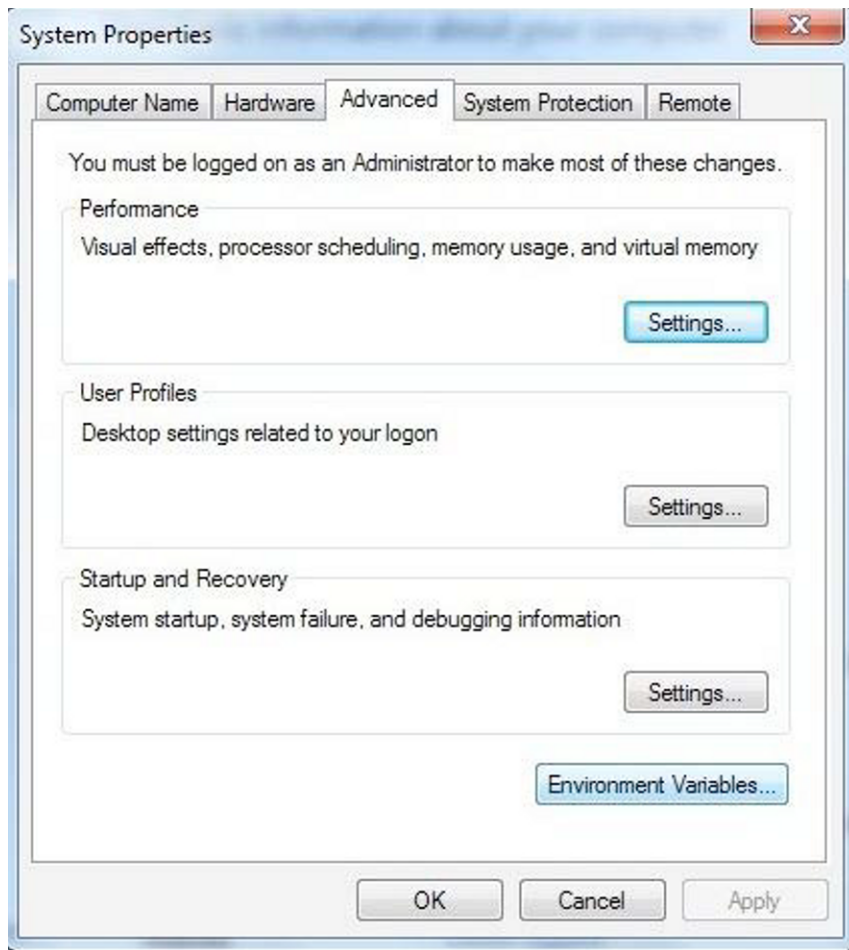 System Properties
Computer Name Hardware Advanced System Protection Remote
You must be logged on as an Administrator to make most of these changes.
Performance
Visual effects, processor scheduling, memory usage, and virtual memory
Settings...
User Profiles
Desktop settings related to your logon
Settings...
Startup and Recovery
System startup, system failure, and debugging information
Settings...
Environment Variables...
OK Cancel Apply